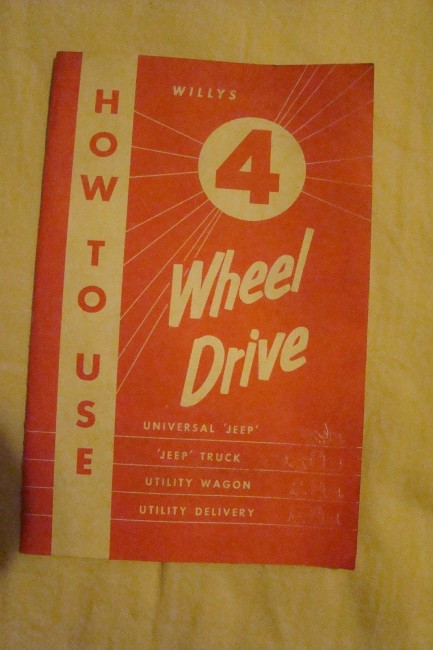 HOW TO USE
WILLYS
4
Wheel
Drive
UNIVERSAL 'JEEP'
'JEEP' TRUCK
UTILITY WAGON
UTILITY DELIVERY